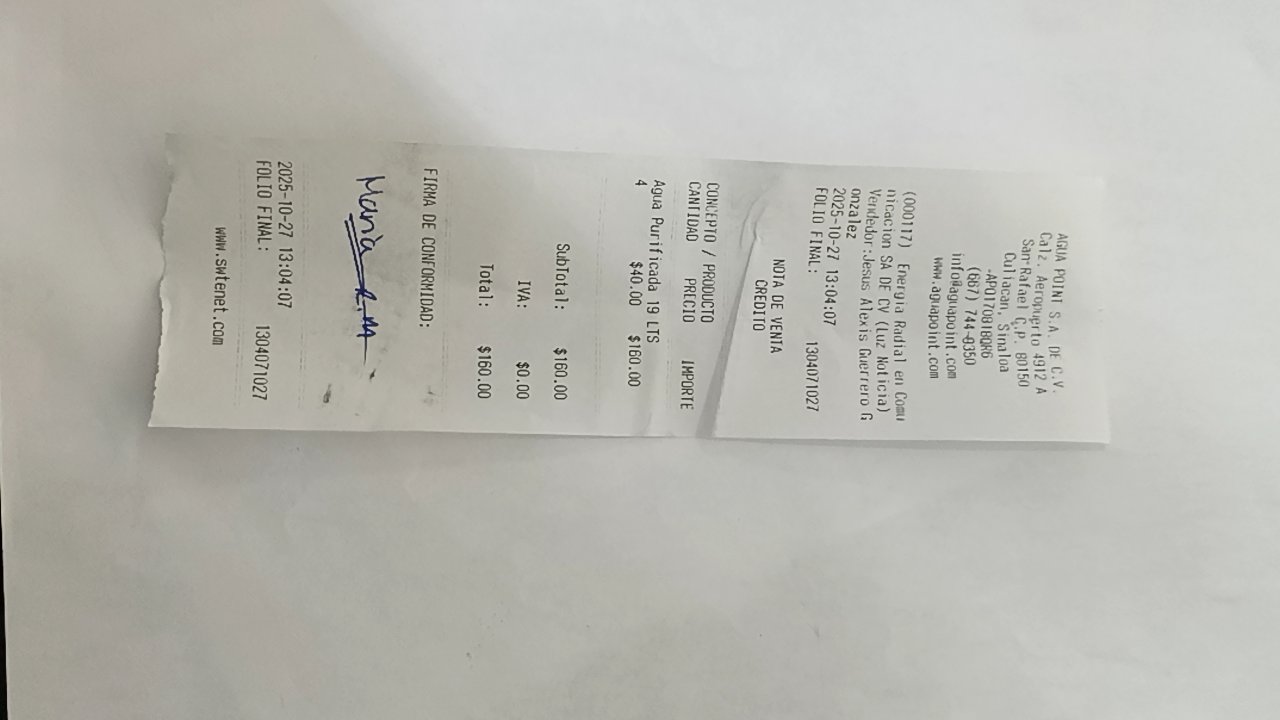 AGUA POINT S.A. DE C.V.
Calz. Aeropuerto 4912 A
San Rafael C.P. 80150
Culiacan, Sinaloa
(667) 744-0350
info@aguapoint.com
www.aguapoint.com
(000117) Energia Radial en Comu
nicacion SA DE CV (Luz Noticia)
Vendedor:Jesus Alexis Guerrero G
onzalez
2025-10-27 13:04:07
FOLIO FINAL: 1304071027
NOTA DE VENTA
CREDITO
CONCEPTO / PRODUCTO
CANTIDAD PRECIO IMPORTE
Agua Purificada 19 LTS
4 $40.00 $160.00
SubTotal: $160.00
IVA: $0.00
Total: $160.00
FIRMA DE CONFORMIDAD:
María
2025-10-27 13:04:07
FOLIO FINAL: 1304071027
www.swtenet.com